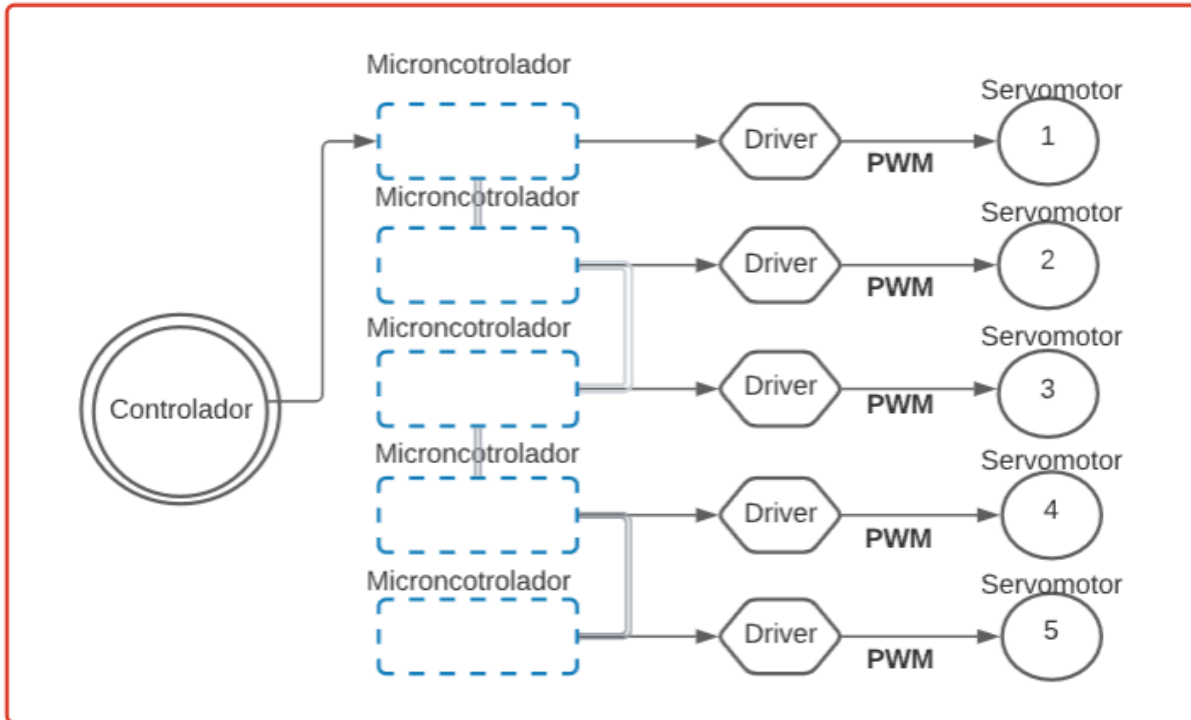 Microncotrolador
Servomotor
Driver
1
PWM
Microncotrolador
Servomotor
Driver
2
PWM
Microncotrolador
Servomotor
Driver
3
PWM
Controlador
Microncotrolador
Servomotor
Driver
4
PWM
Microncotrolador
Servomotor
Driver
5
PWM